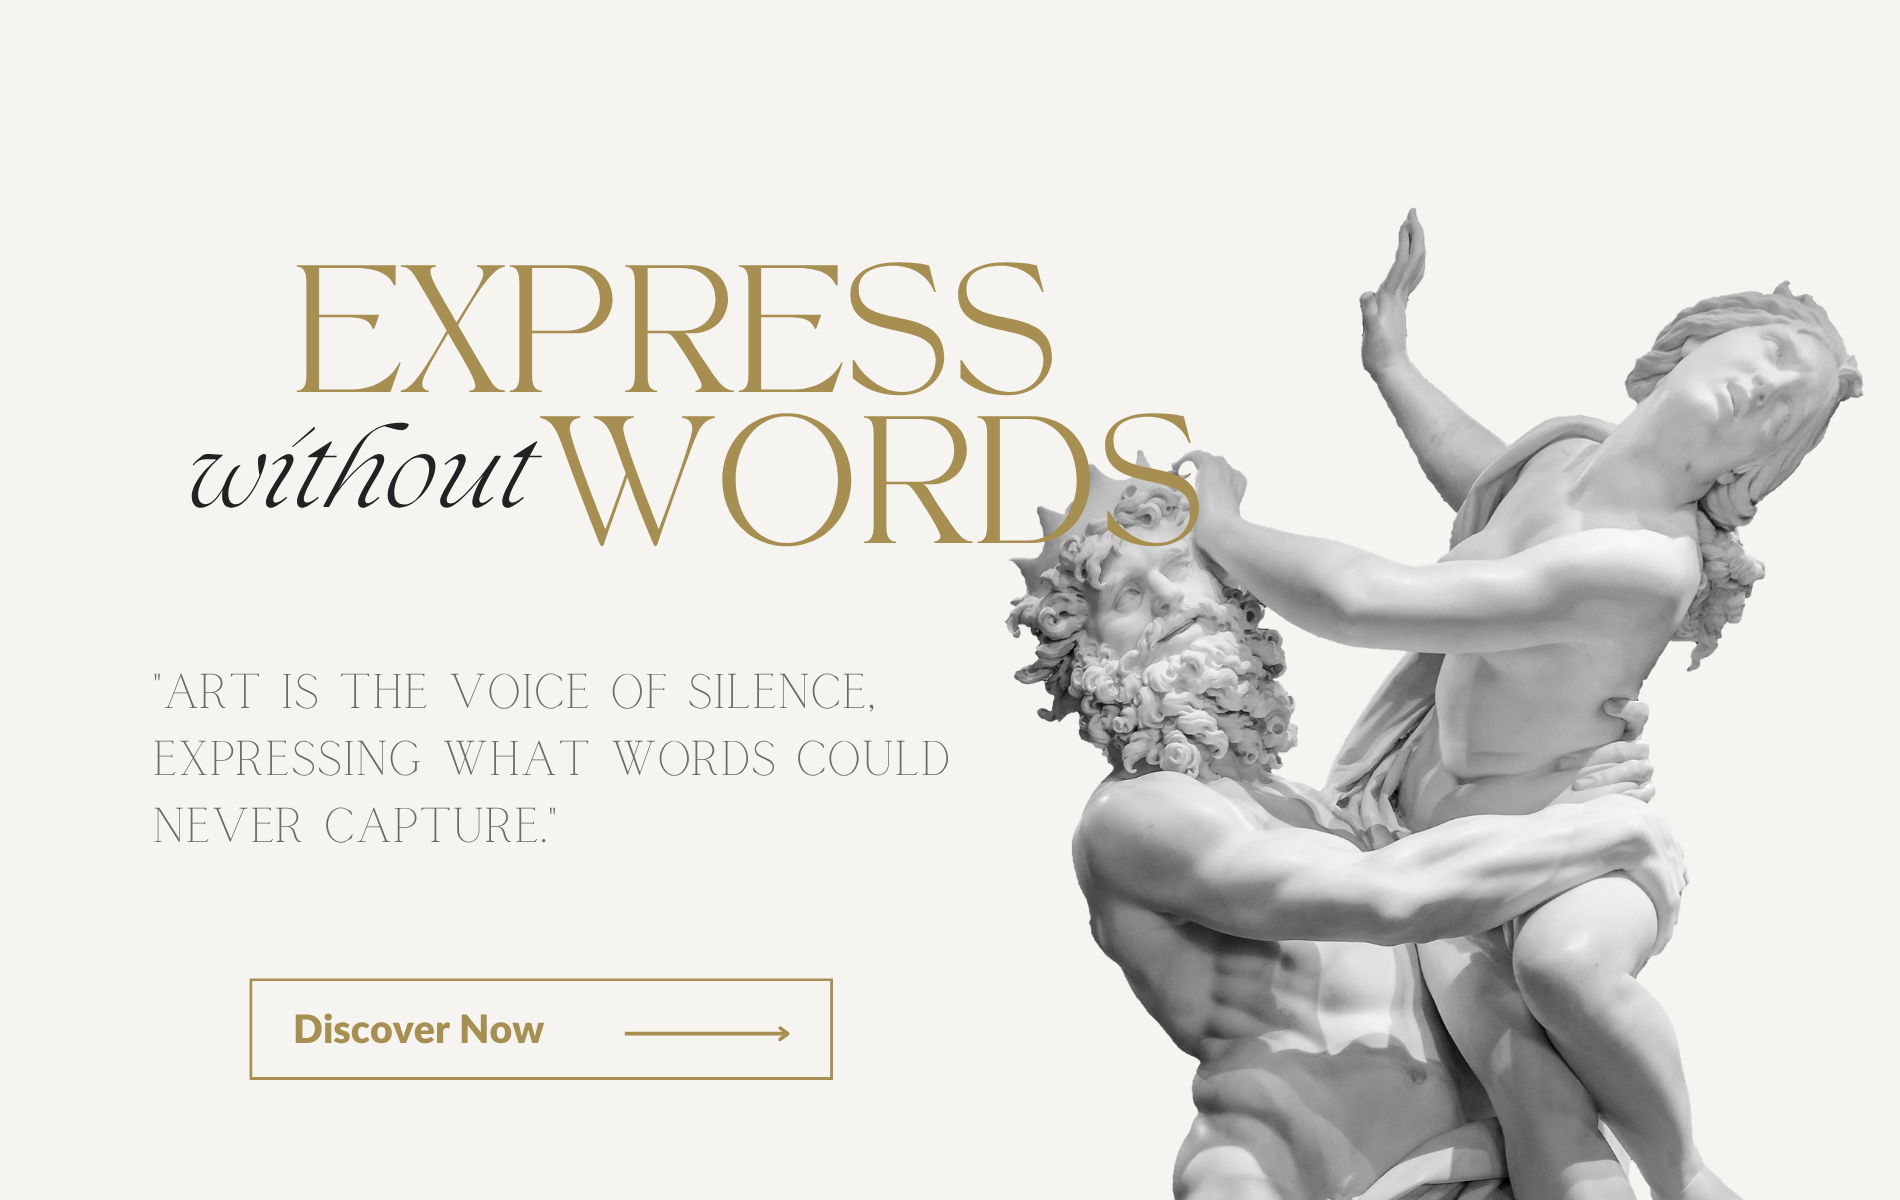 EXPRESS
without WORDS
"ART IS THE VOICE OF SILENCE,
EXPRESSING WHAT WORDS COULD
NEVER CAPTURE."
Discover Now